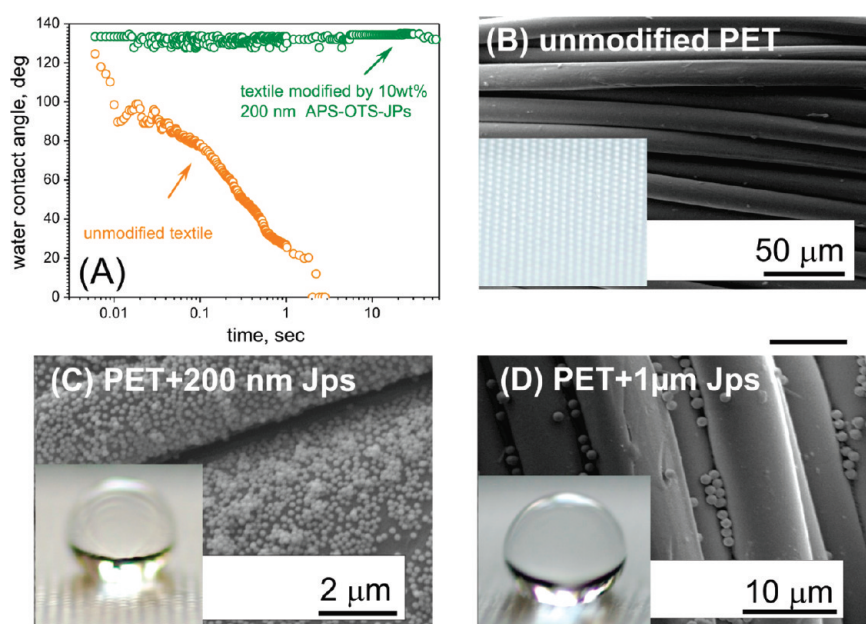 140
120
100
80
60
40
20
0
water contact angle, deg
textile modified by 10wt%
200 nm APS-OTS-JPs
unmodified textile
(A)
0.01
0.1
1
10
time, sec
(B) unmodified PET
50 μm
(C) PET+200 nm Jps
2 μm
(D) PET+1μm Jps
10 μm